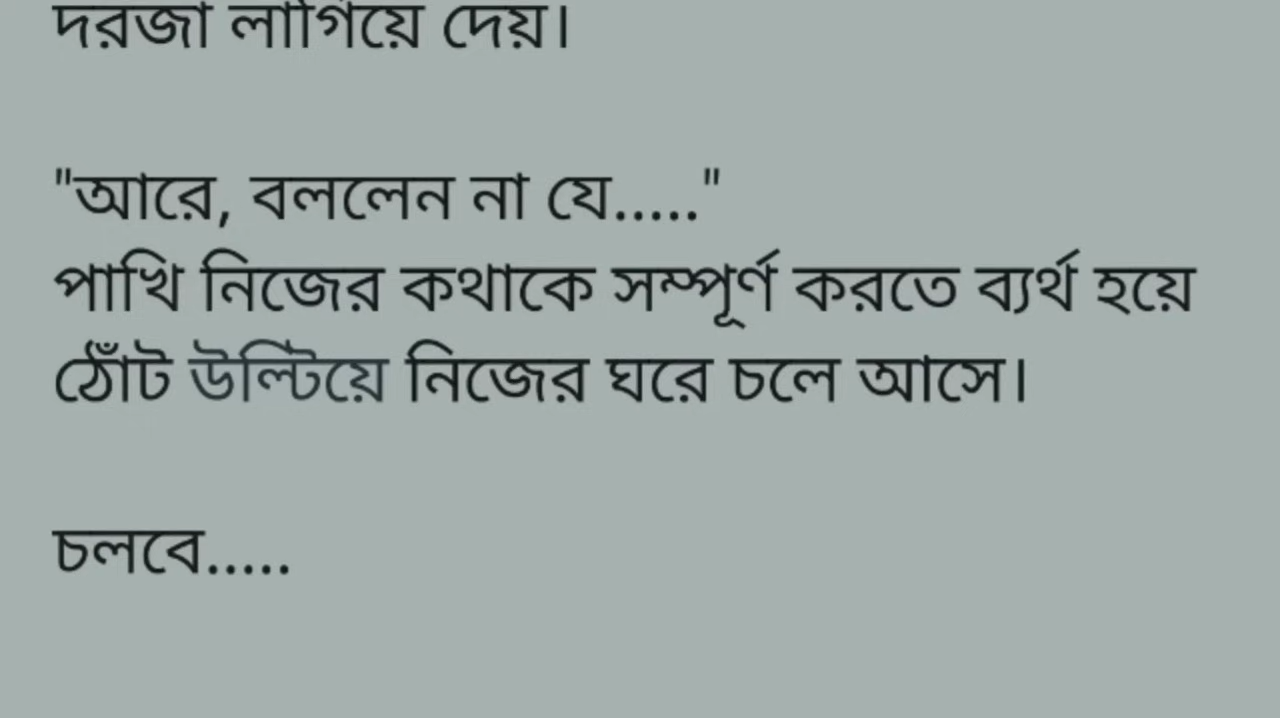 দরজা লাগিয়ে দেয়।
"আরে, বললেন না যে....."
পাখি নিজের কথাকে সম্পূর্ণ করতে ব্যর্থ হয়ে
ঠোঁট উল্টিয়ে নিজের ঘরে চলে আসে।
চলবে.....